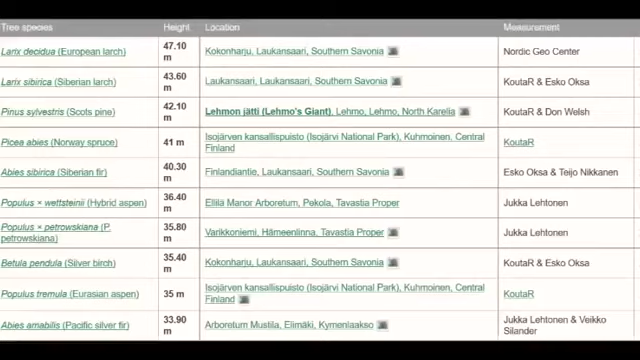 Tree species Height Location Measurement
Larix decidua (European larch) 47.10 m Kokonharju, Laukansaari, Southern Savonia Nordic Geo Center
Larix sibirica (Siberian larch) 43.60 m Laukansaari, Laukansaari, Southern Savonia KoutaR & Esko Oksa
Pinus sylvestris (Scots pine) 42.10 m Lehmon jätti (Lehmo's Giant), Lehmo, Lehmo, North Karelia KoutaR & Don Welsh
Picea abies (Norway spruce) 41 m Isojärven kansallispuisto (Isojärvi National Park), Kuhmoinen, Central Finland KoutaR
Abies sibirica (Siberian fir) 40.30 m Finlandiantie, Laukansaari, Southern Savonia Esko Oksa & Teijo Nikkanen
Populus × wettsteinii (Hybrid aspen) 36.40 m Ellilä Manor Arboretum, Pekola, Tavastia Proper Jukka Lehtonen
Populus × petrowskiana (P. petrowskiana) 35.80 m Varikkoniemi, Hämeenlinna, Tavastia Proper Jukka Lehtonen
Betula pendula (Silver birch) 35.40 m Kokonharju, Laukansaari, Southern Savonia KoutaR & Esko Oksa
Populus tremula (Eurasian aspen) 35 m Isojärven kansallispuisto (Isojärvi National Park), Kuhmoinen, Central Finland KoutaR
Abies amabilis (Pacific silver fir) 33.90 m Arboretum Mustila, Elimäki, Kymenlaakso Jukka Lehtonen & Veikko Silander